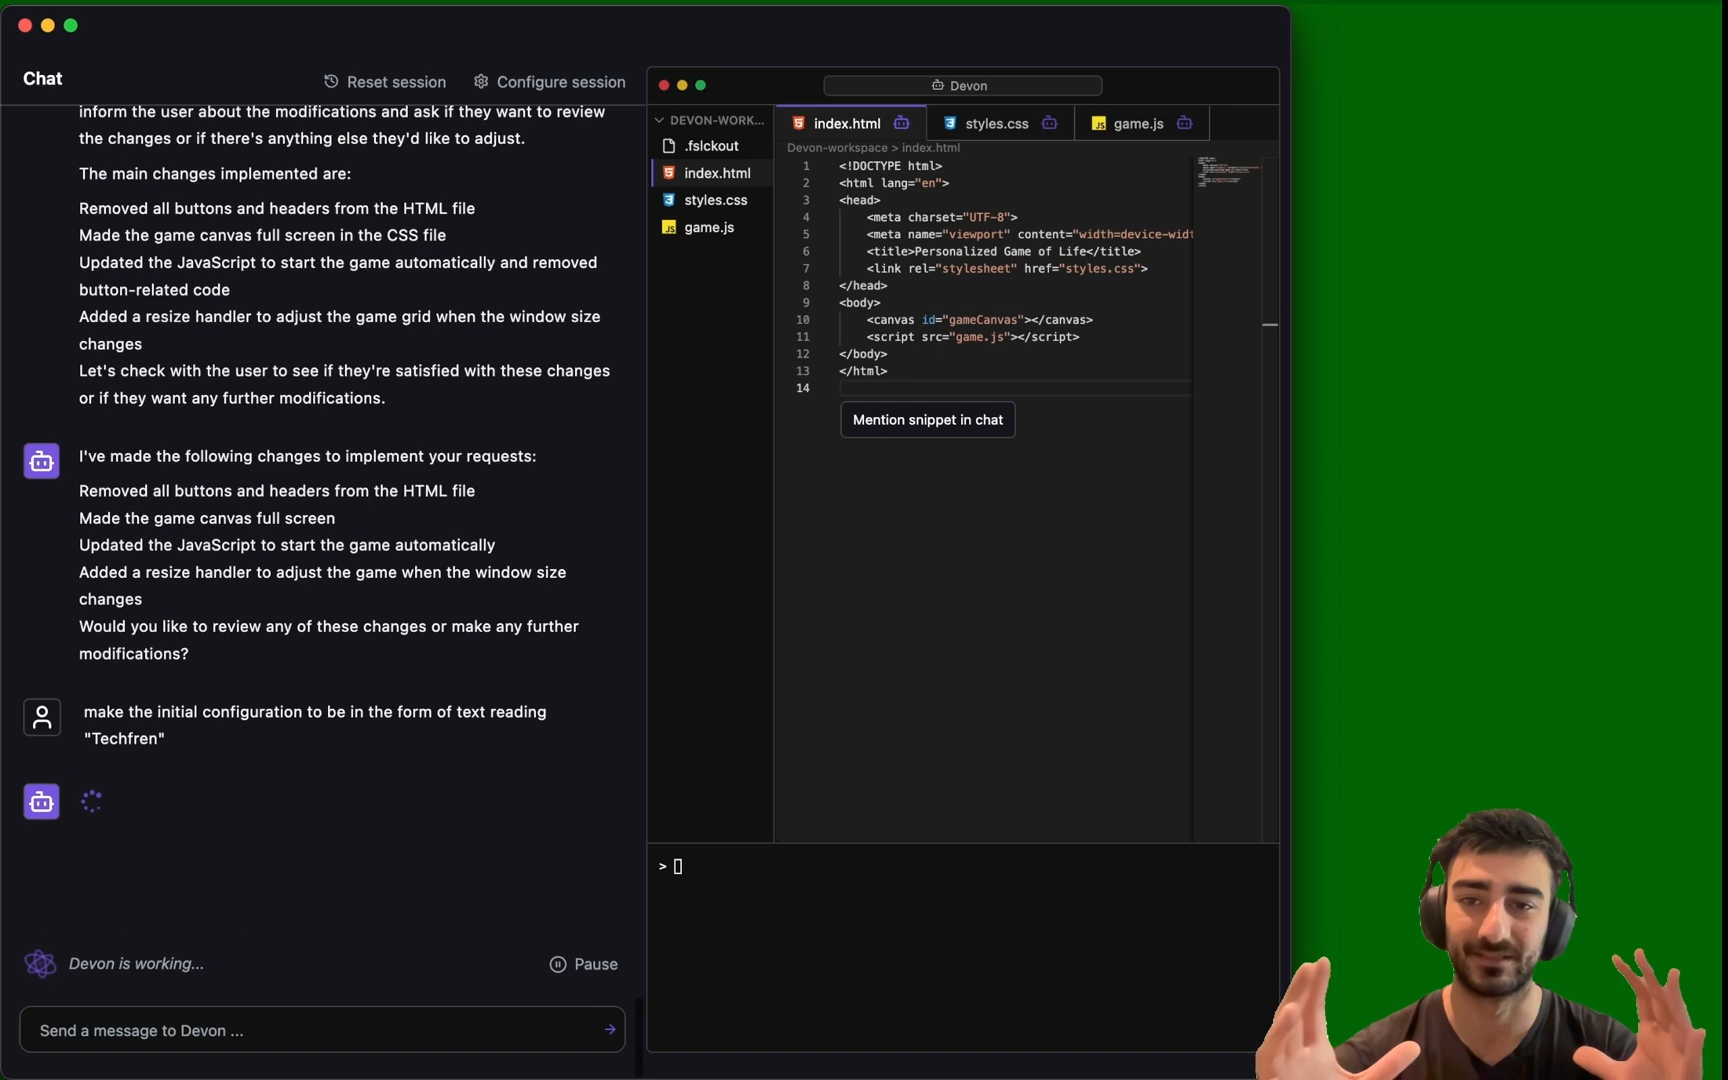 Chat
Reset session
Configure session
inform the user about the modifications and ask if they want to review
the changes or if there's anything else they'd like to adjust.
The main changes implemented are:
Removed all buttons and headers from the HTML file
Made the game canvas full screen in the CSS file
Updated the JavaScript to start the game automatically and removed
button-related code
Added a resize handler to adjust the game grid when the window size
changes
Let's check with the user to see if they're satisfied with these changes
or if they want any further modifications.
I've made the following changes to implement your requests:
Removed all buttons and headers from the HTML file
Made the game canvas full screen
Updated the JavaScript to start the game automatically
Added a resize handler to adjust the game when the window size
changes
Would you like to review any of these changes or make any further
modifications?
make the initial configuration to be in the form of text reading
"Techfren"
Devon is working...
Pause
Send a message to Devon ...
Devon
DEVON-WORK...
.fslckout
index.html
styles.css
game.js
index.html
styles.css
game.js
Devon-workspace > index.html
1 <!DOCTYPE html>
2 <html lang="en">
3 <head>
4 <meta charset="UTF-8">
5 <meta name="viewport" content="width=device-widt
6 <title>Personalized Game of Life</title>
7 <link rel="stylesheet" href="styles.css">
8 </head>
9 <body>
10 <canvas id="gameCanvas"></canvas>
11 <script src="game.js"></script>
12 </body>
13 </html>
14
Mention snippet in chat
>